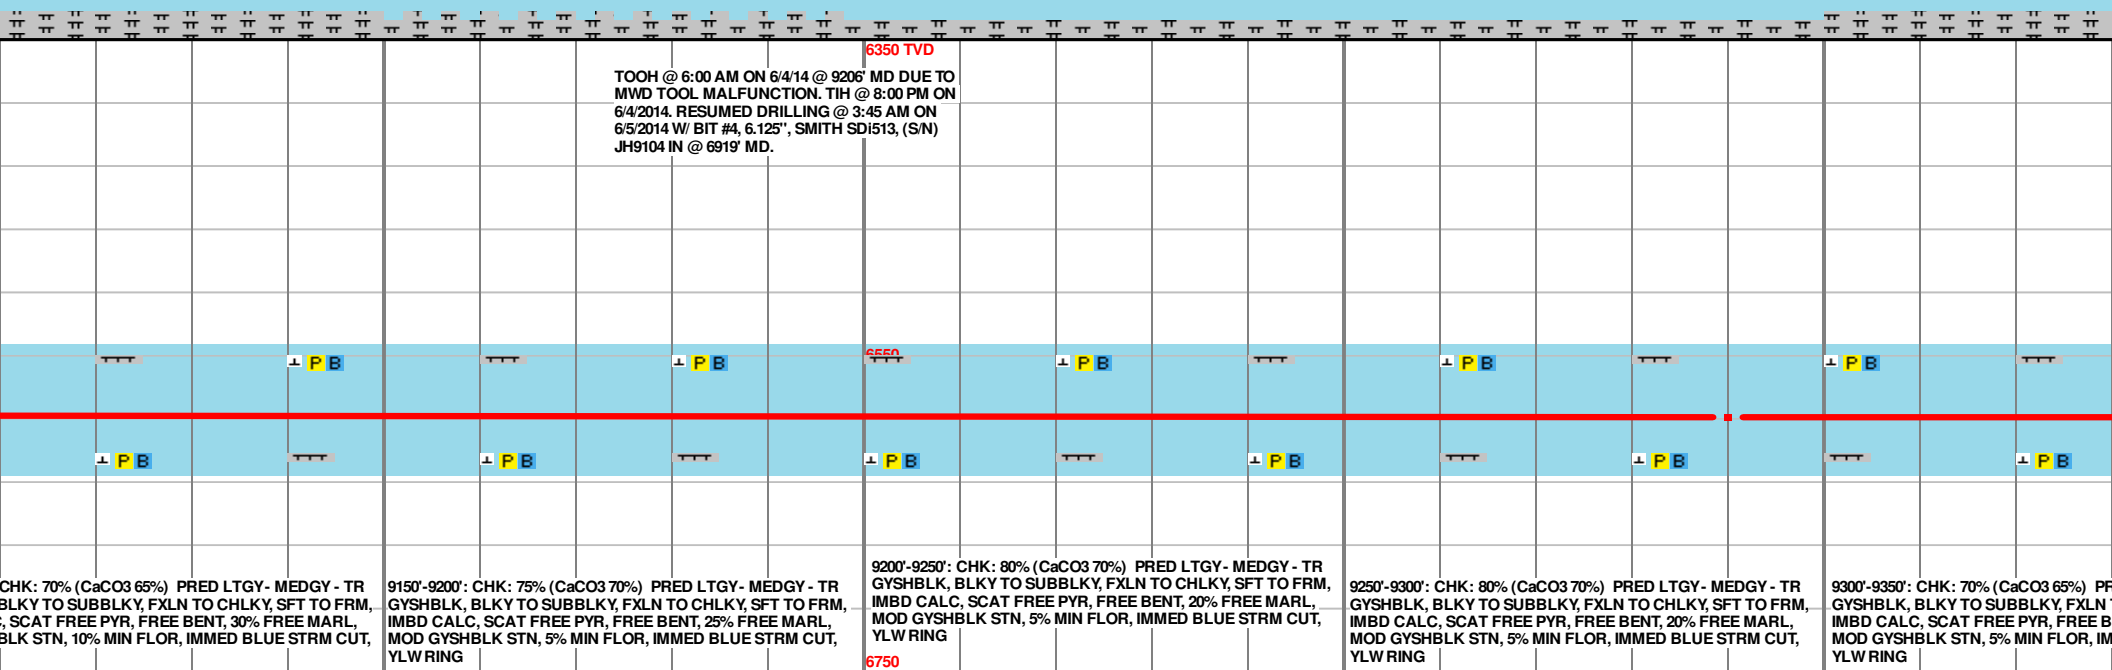 6350 TVD
TOOH @ 6:00 AM ON 6/4/14 @ 9206' MD DUE TO
MWD TOOL MALFUNCTION. TIH @ 8:00 PM ON
6/4/2014. RESUMED DRILLING @ 3:45 AM ON
6/5/2014 W/ BIT #4, 6.125", SMITH SDi513, (S/N)
JH9104 IN @ 6919' MD.
6550
P B
P B
P B
P B
P B
P B
P B
P B
P B
P B
P B
CHK: 70% (CaCO3 65%) PRED LTGY - MEDGY - TR
BLKY TO SUBBLKY, FXLN TO CHLKY, SFT TO FRM,
, SCAT FREE PYR, FREE BENT, 30% FREE MARL,
BLK STN, 10% MIN FLOR, IMMED BLUE STRM CUT,
9150'-9200': CHK: 75% (CaCO3 70%) PRED LTGY - MEDGY - TR
GYSHBLK, BLKY TO SUBBLKY, FXLN TO CHLKY, SFT TO FRM,
IMBD CALC, SCAT FREE PYR, FREE BENT, 25% FREE MARL,
MOD GYSHBLK STN, 5% MIN FLOR, IMMED BLUE STRM CUT,
YLW RING
9200'-9250': CHK: 80% (CaCO3 70%) PRED LTGY - MEDGY - TR
GYSHBLK, BLKY TO SUBBLKY, FXLN TO CHLKY, SFT TO FRM,
IMBD CALC, SCAT FREE PYR, FREE BENT, 20% FREE MARL,
MOD GYSHBLK STN, 5% MIN FLOR, IMMED BLUE STRM CUT,
YLW RING
6750
9250'-9300': CHK: 80% (CaCO3 70%) PRED LTGY - MEDGY - TR
GYSHBLK, BLKY TO SUBBLKY, FXLN TO CHLKY, SFT TO FRM,
IMBD CALC, SCAT FREE PYR, FREE BENT, 20% FREE MARL,
MOD GYSHBLK STN, 5% MIN FLOR, IMMED BLUE STRM CUT,
YLW RING
9300'-9350': CHK: 70% (CaCO3 65%) PR
GYSHBLK, BLKY TO SUBBLKY, FXLN T
IMBD CALC, SCAT FREE PYR, FREE B
MOD GYSHBLK STN, 5% MIN FLOR, IM
YLW RING